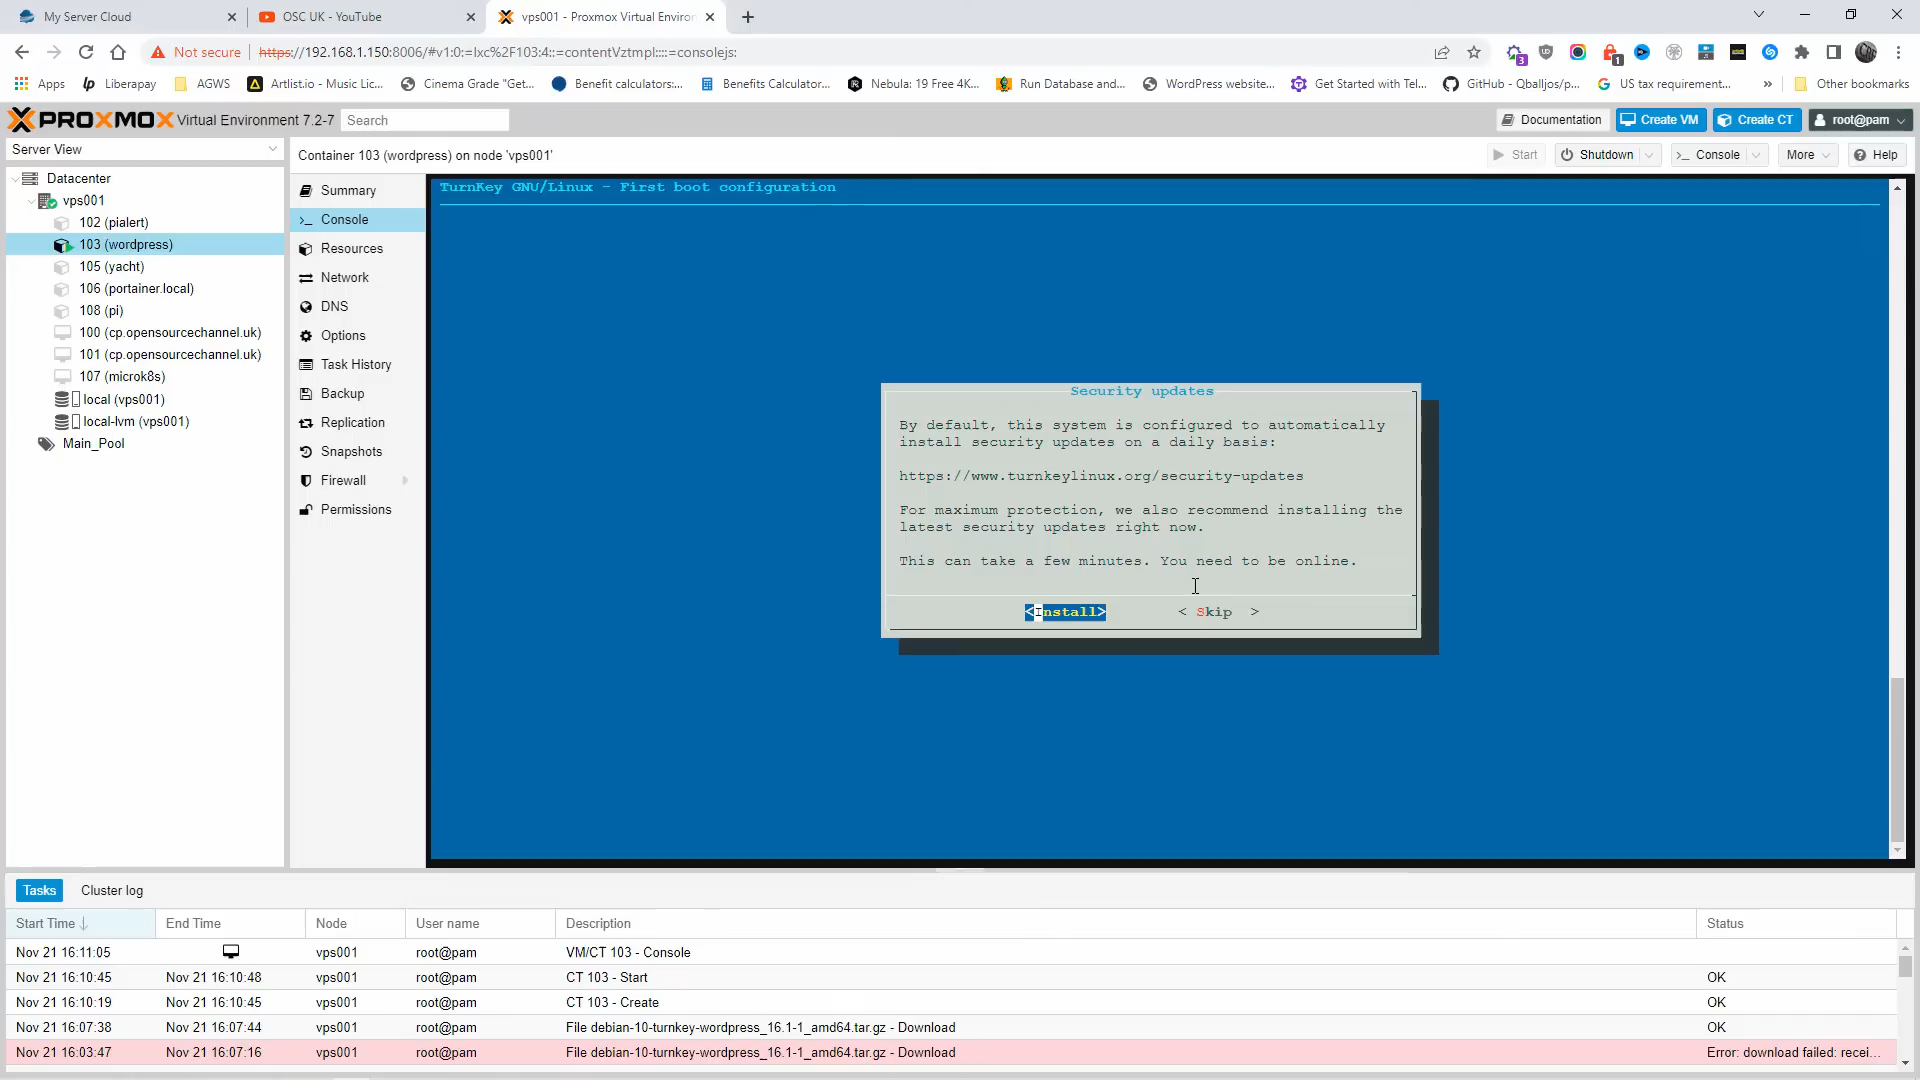 My Server Cloud
OSC UK - YouTube
vps001 - Proxmox Virtual Enviror
Not secure
https://192.168.1.150:8006/#v1:0:=lxc%2F103:4::=contentVztmpl::::=consolejs:
3
1
Apps
Liberapay
AGWS
Artlist.io - Music Lic...
Cinema Grade "Get...
Benefit calculators:...
Benefits Calculator...
Nebula: 19 Free 4K...
Run Database and...
WordPress website...
Get Started with Tel...
GitHub - Qballjos/p...
US tax requirement...
»
Other bookmarks
PROXMOX Virtual Environment 7.2-7
Search
Documentation
Create VM
Create CT
root@pam
Server View
Container 103 (wordpress) on node 'vps001'
Start
Shutdown
Console
More
Help
Datacenter
vps001
102 (pialert)
103 (wordpress)
105 (yacht)
106 (portainer.local)
108 (pi)
100 (cp.opensourcechannel.uk)
101 (cp.opensourcechannel.uk)
107 (microk8s)
local (vps001)
local-lvm (vps001)
Main_Pool
Summary
Console
Resources
Network
DNS
Options
Task History
Backup
Replication
Snapshots
Firewall
Permissions
TurnKey GNU/Linux - First boot configuration
Security updates
By default, this system is configured to automatically
install security updates on a daily basis:
https://www.turnkeylinux.org/security-updates
For maximum protection, we also recommend installing the
latest security updates right now.
This can take a few minutes. You need to be online.
<Install>
< Skip >
Tasks
Cluster log
Start Time
End Time
Node
User name
Description
Status
Nov 21 16:11:05
vps001
root@pam
VM/CT 103 - Console
Nov 21 16:10:45
Nov 21 16:10:48
vps001
root@pam
CT 103 - Start
OK
Nov 21 16:10:19
Nov 21 16:10:45
vps001
root@pam
CT 103 - Create
OK
Nov 21 16:07:38
Nov 21 16:07:44
vps001
root@pam
File debian-10-turnkey-wordpress_16.1-1_amd64.tar.gz - Download
OK
Nov 21 16:03:47
Nov 21 16:07:16
vps001
root@pam
File debian-10-turnkey-wordpress_16.1-1_amd64.tar.gz - Download
Error: download failed: recei...